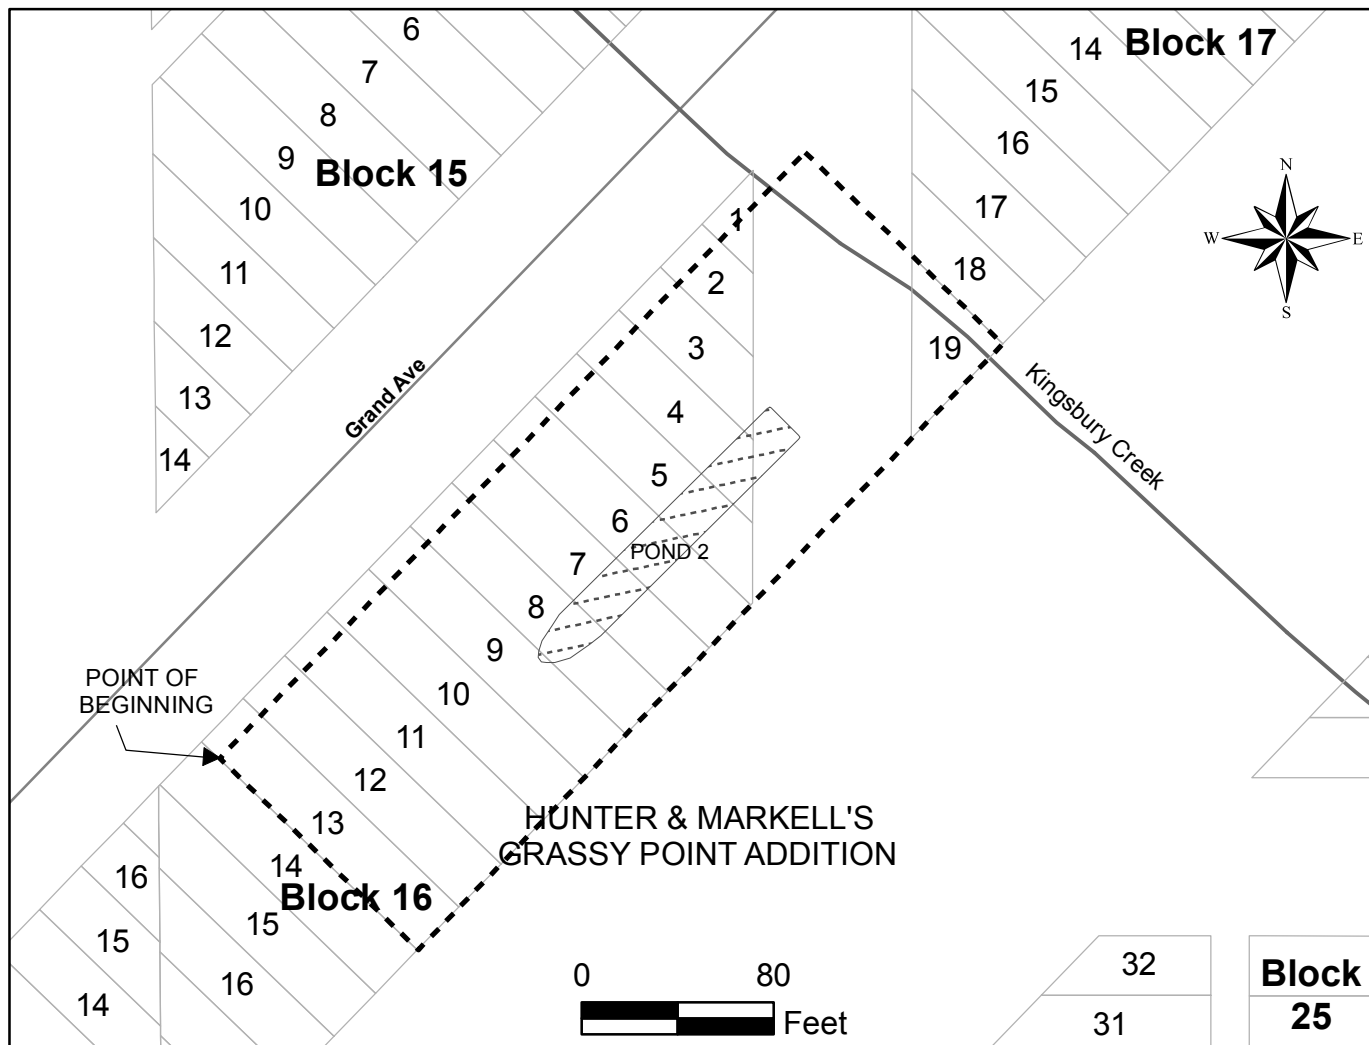 6
7
8
9
Block 15
10
11
12
13
14
14
Block 17
15
16
17
18
19
N
W
E
S
Grand Ave
Kingsbury Creek
1
2
3
4
5
6
7
8
9
10
11
12
13
14
15
16
Block 16
POND 2
POINT OF
BEGINNING
16
15
14
HUNTER & MARKELL'S
GRASSY POINT ADDITION
0
80
Feet
32
31
Block
25